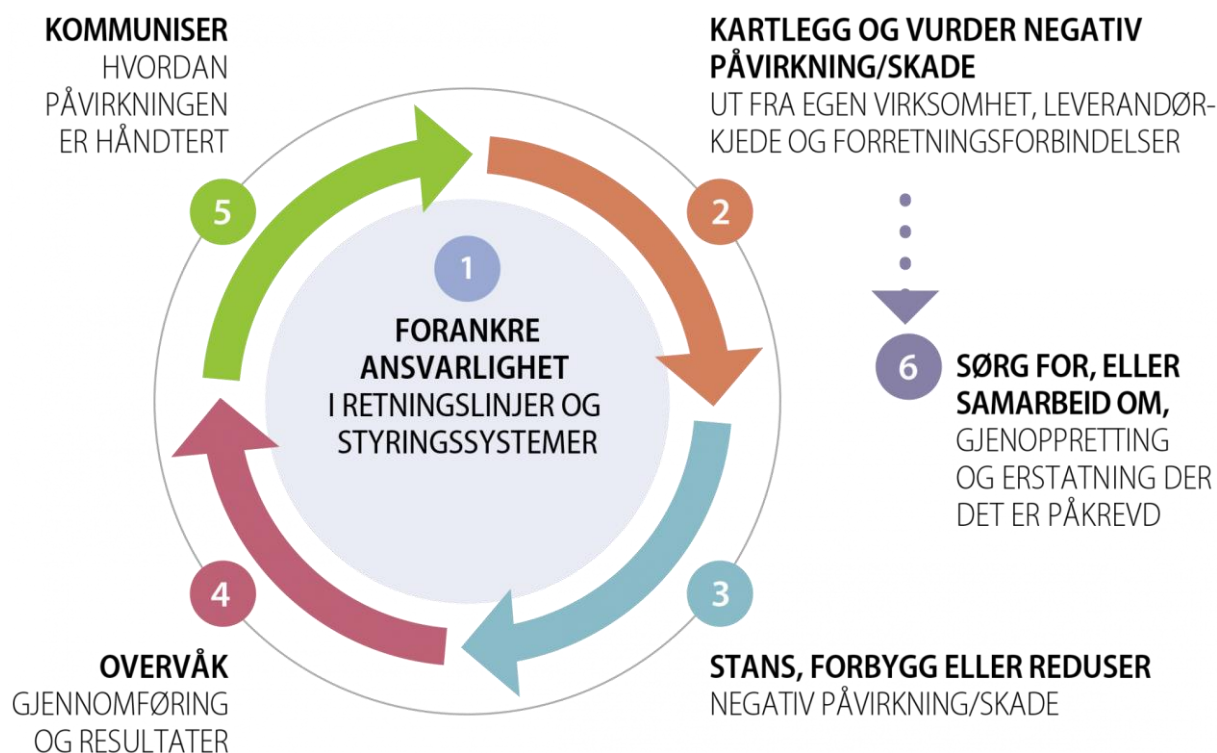 1
FORANKRE
ANSVARLIGHET
I RETNINGSLINJER OG
STYRINGSSYSTEMER
2
KARTLEGG OG VURDER NEGATIV
PÅVIRKNING/SKADE
UT FRA EGEN VIRKSOMHET, LEVERANDØR-
KJEDE OG FORRETNINGSFORBINDELSER
3
STANS, FORBYGG ELLER REDUSER
NEGATIV PÅVIRKNING/SKADE
4
OVERVÅK
GJENNOMFØRING
OG RESULTATER
5
KOMMUNISER
HVORDAN
PÅVIRKNINGEN
ER HÅNDTERT
6
SØRG FOR, ELLER
SAMARBEID OM,
GJENOPPRETTING
OG ERSTATNING DER
DET ER PÅKREVD